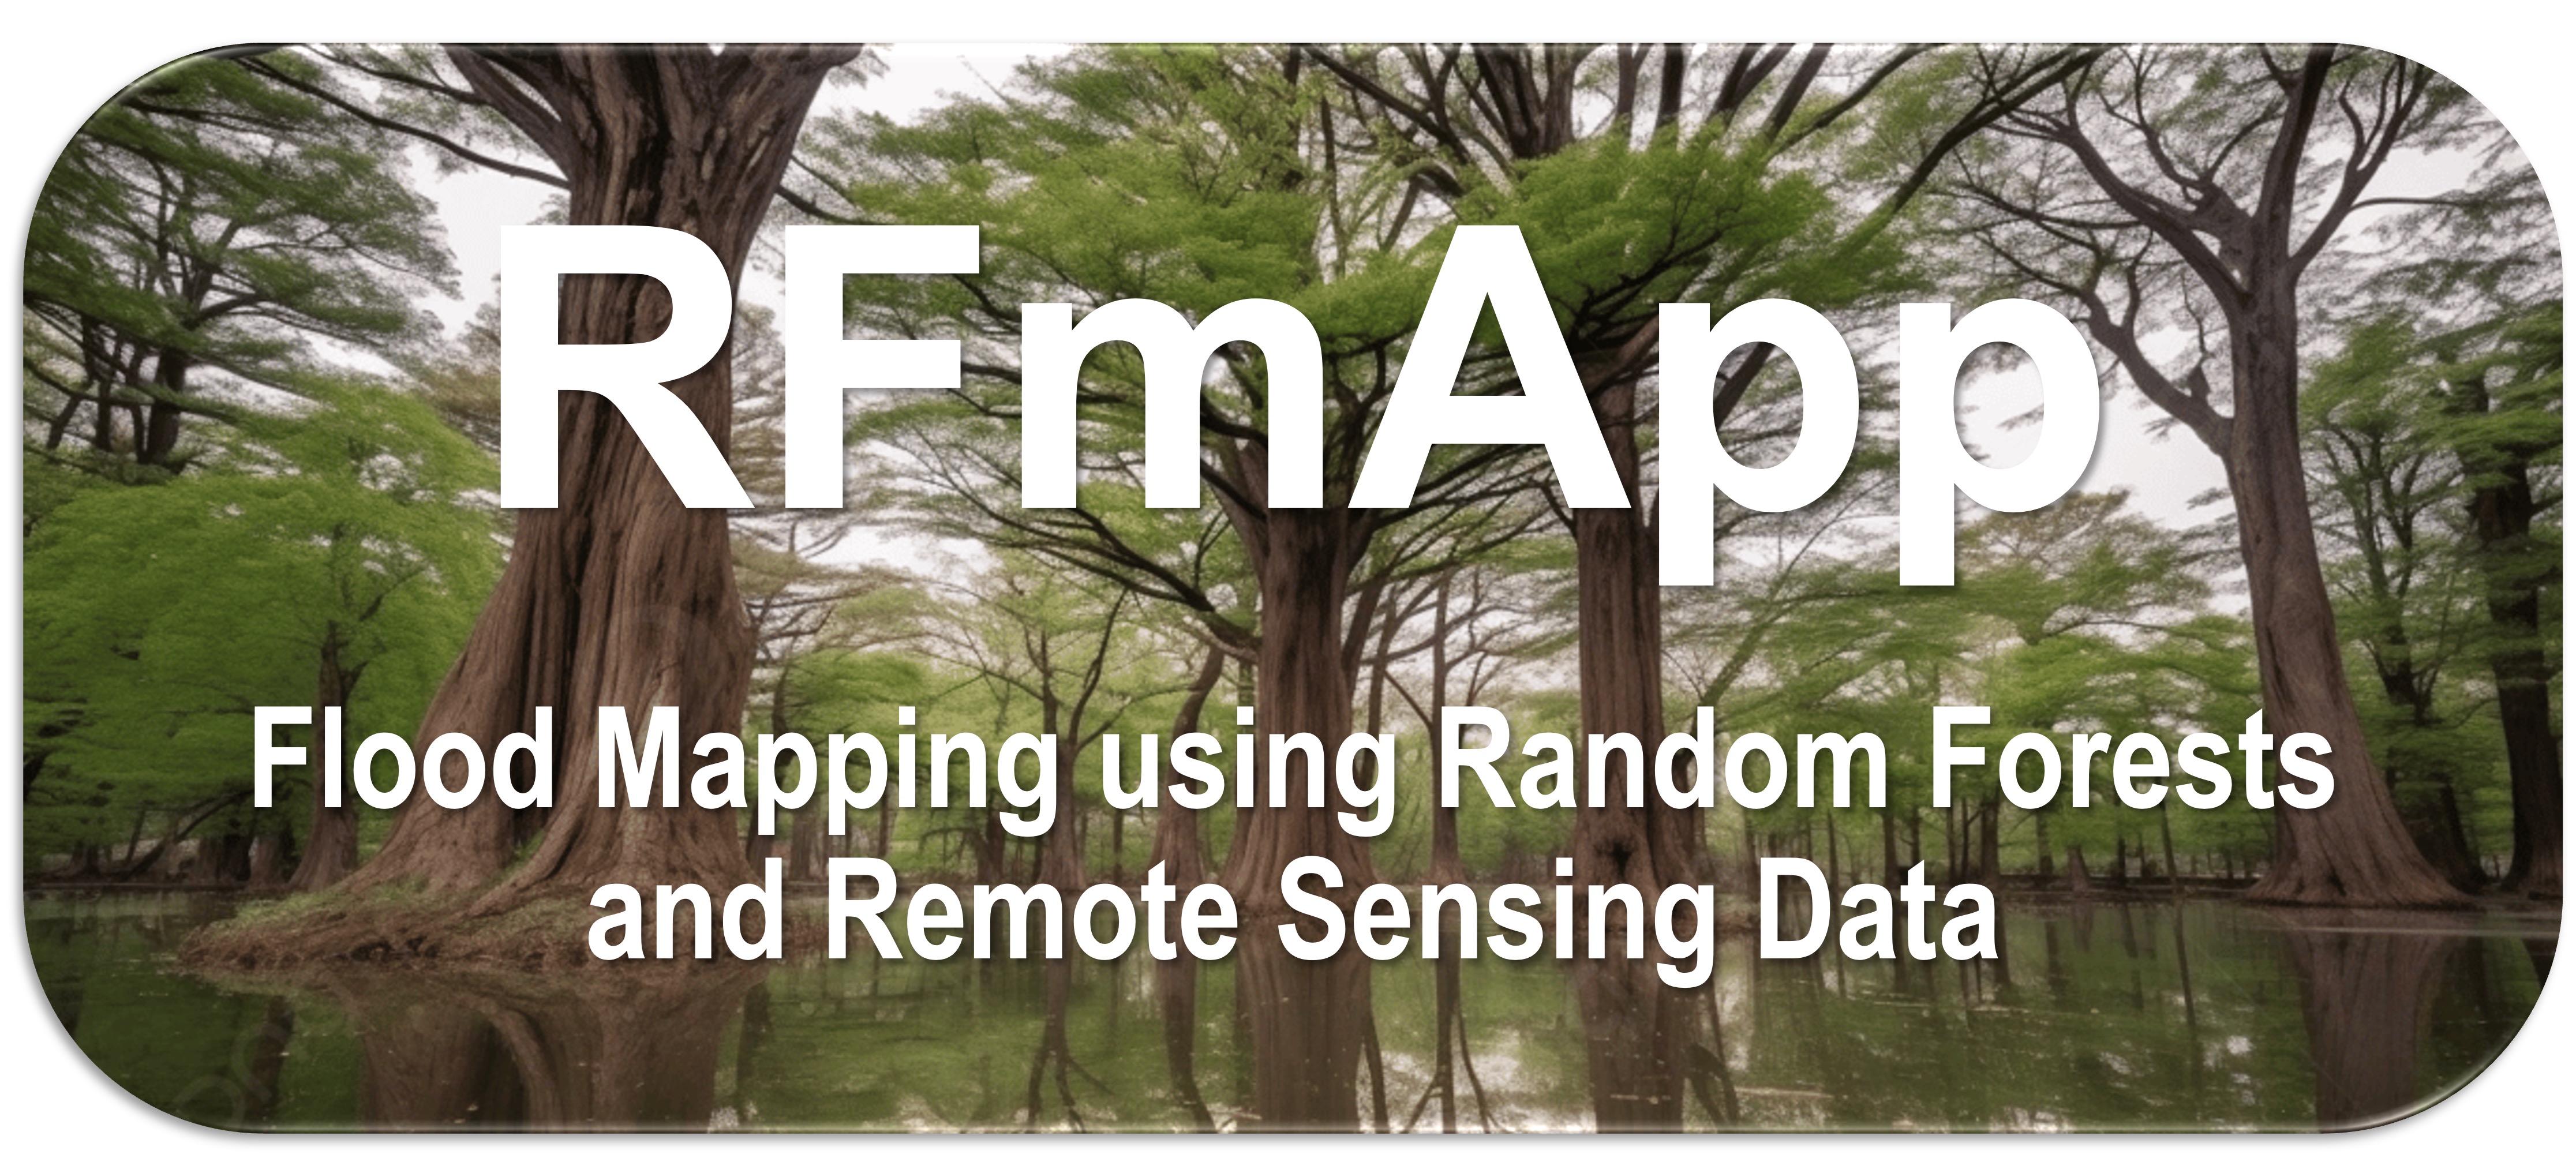 RFmApp
Flood Mapping using Random Forests
and Remote Sensing Data